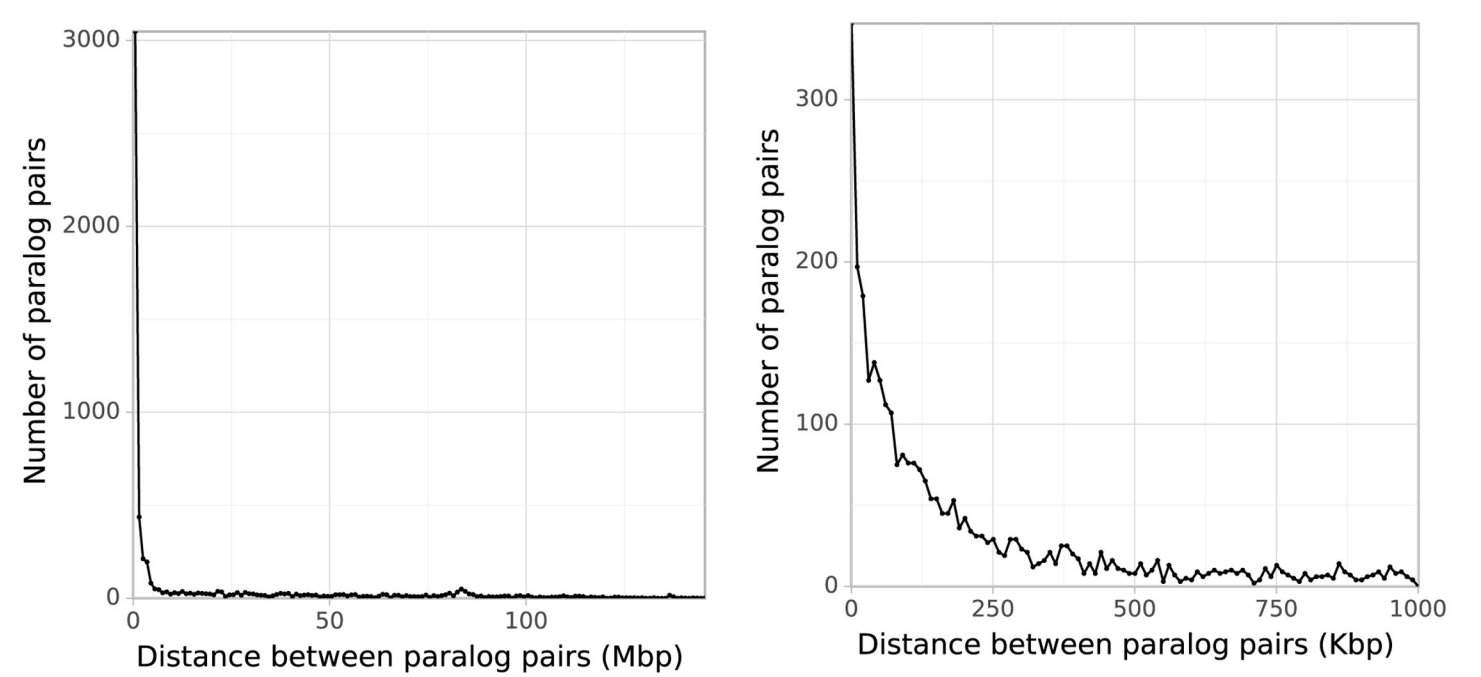 Number of paralog pairs
3000
2000
1000
0
0 50 100
Distance between paralog pairs (Mbp)
Number of paralog pairs
300
200
100
0
0 250 500 750 1000
Distance between paralog pairs (Kbp)